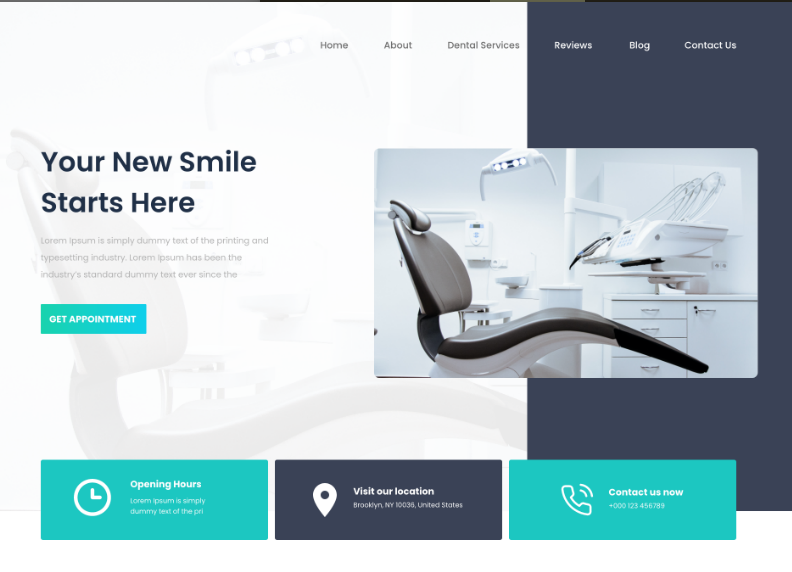 Home About Dental Services Reviews Blog Contact Us
Your New Smile
Starts Here
Lorem Ipsum is simply dummy text of the printing and
typesetting industry. Lorem Ipsum has been the
industry's standard dummy text ever since the
GET APPOINTMENT
Opening Hours
Lorem Ipsum is simply
dummy text of the pri
Visit our location
Brooklyn, NY 10036, United States
Contact us now
+000 123 456789